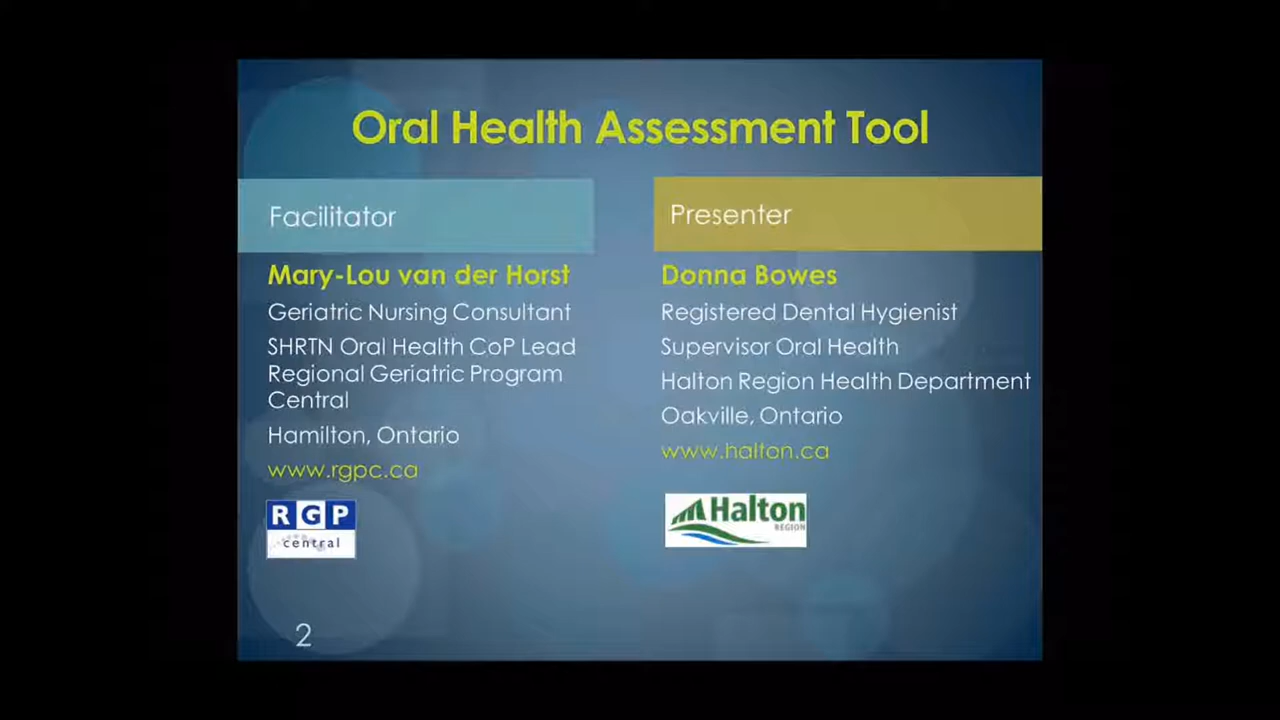 Oral Health Assessment Tool
Facilitator
Mary-Lou van der Horst
Geriatric Nursing Consultant
SHRTN Oral Health CoP Lead
Regional Geriatric Program
Central
Hamilton, Ontario
www.rgpc.ca
RGP
central
Presenter
Donna Bowes
Registered Dental Hygienist
Supervisor Oral Health
Halton Region Health Department
Oakville, Ontario
www.halton.ca
Halton
REGION
2